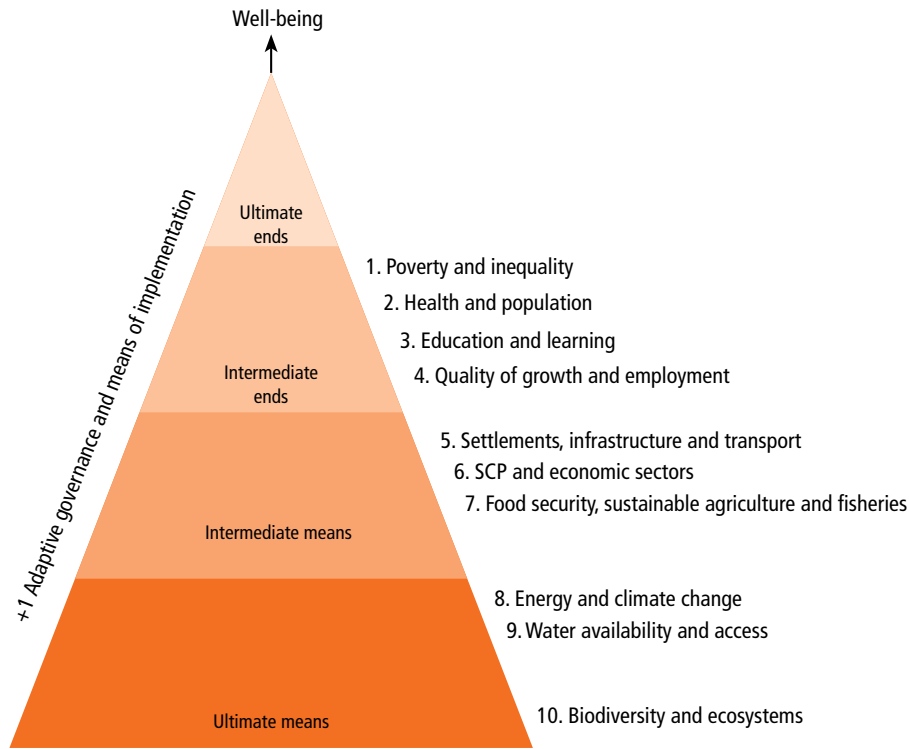 Well-being
+1 Adaptive governance and means of implementation
Ultimate
ends
1. Poverty and inequality
2. Health and population
3. Education and learning
Intermediate
ends
4. Quality of growth and employment
5. Settlements, infrastructure and transport
6. SCP and economic sectors
7. Food security, sustainable agriculture and fisheries
Intermediate means
8. Energy and climate change
9. Water availability and access
Ultimate means
10. Biodiversity and ecosystems